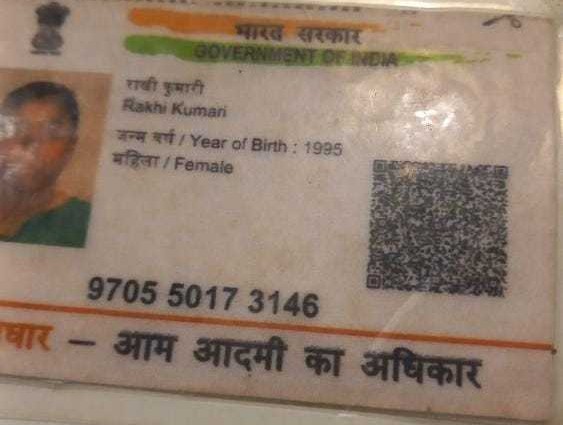 भारत सरकार
GOVERNMENT OF INDIA
राखी कुमारी
Rakhi Kumari
जन्म वर्ष / Year of Birth : 1995
महिला / Female
9705 5017 3146
धार – आम आदमी का अधिकार